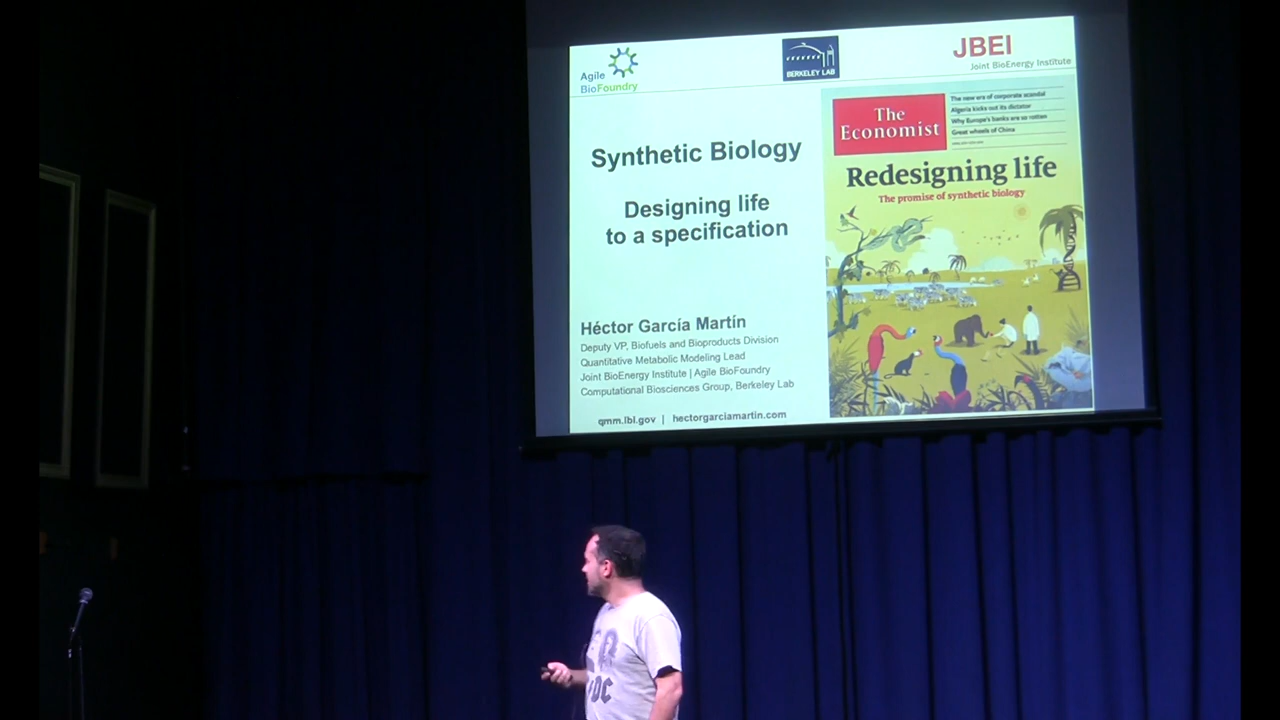 Agile
BioFoundry
BERKELEY LAB
JBEI
Joint BioEnergy Institute
Synthetic Biology
Designing life
to a specification
Héctor García Martín
Deputy VP, Biofuels and Bioproducts Division
Quantitative Metabolic Modeling Lead
Joint BioEnergy Institute | Agile BioFoundry
Computational Biosciences Group, Berkeley Lab
qmm.lbl.gov | hectorgarciamartin.com
The
Economist
The new era of corporate scandal
Algeria kicks out its dictator
Why Europe's banks are so rotten
Great wheels of China
Redesigning life
The promise of synthetic biology